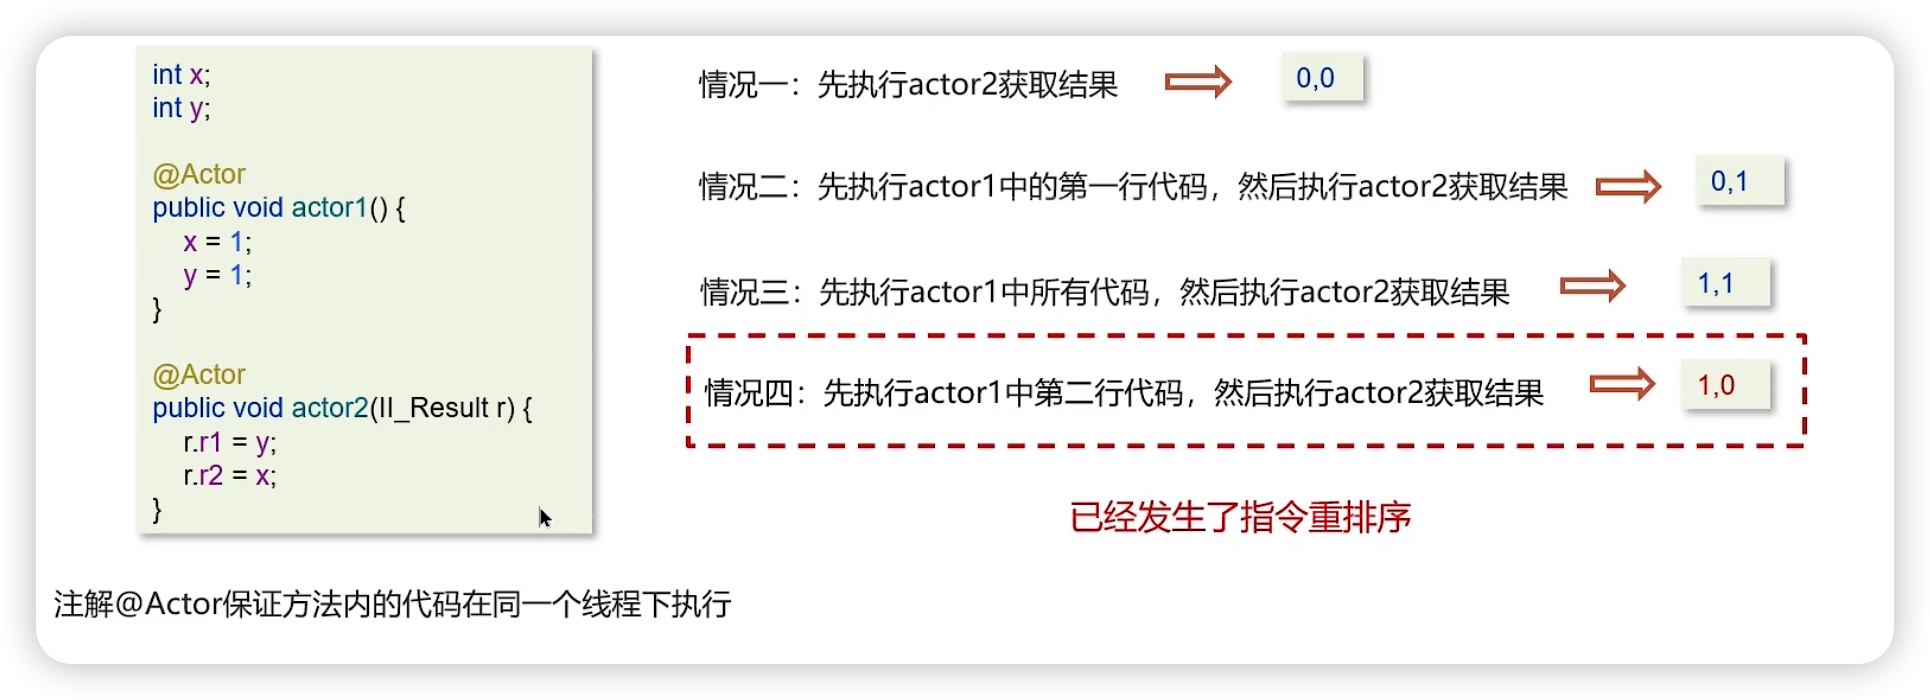 int x;
int y;
@Actor
public void actor1() {
x = 1;
y = 1;
}
@Actor
public void actor2(II_Result r) {
r.r1 = y;
r.r2 = x;
}
情况一：先执行actor2获取结果
0,0
情况二：先执行actor1中的第一行代码，然后执行actor2获取结果
0,1
情况三：先执行actor1中所有代码，然后执行actor2获取结果
1,1
情况四：先执行actor1中第二行代码，然后执行actor2获取结果
1,0
已经发生了指令重排序
注解@Actor保证方法内的代码在同一个线程下执行